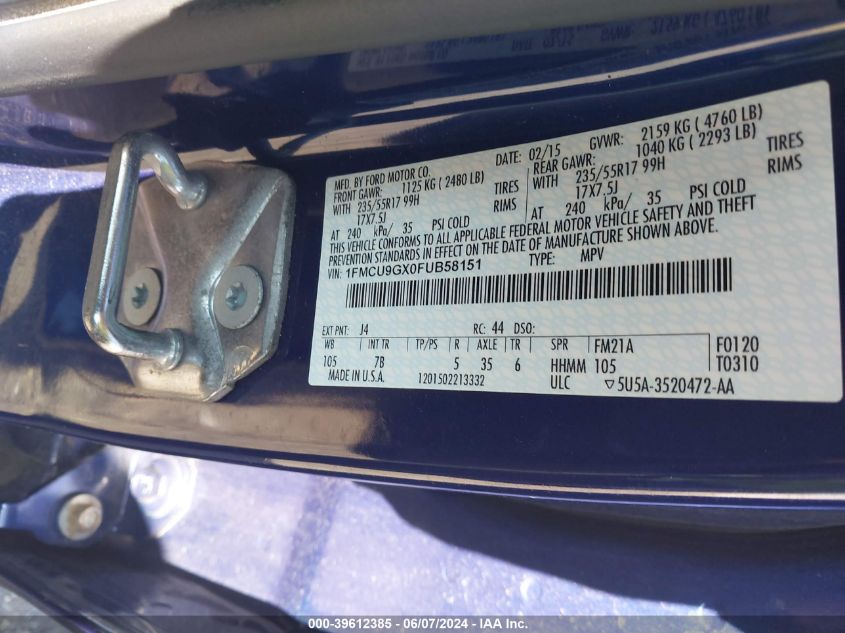 MFD. BY FORD MOTOR CO.
DATE: 02/15 GVWR: 2159 KG ( 4760 LB)
FRONT GAWR: 1125 KG ( 2480 LB) REAR GAWR: 1040 KG ( 2293 LB)
WITH 235/55R17 99H TIRES WITH 235/55R17 99H TIRES
17X7.5J RIMS 17X7.5J RIMS
AT 240 kPa/ 35 PSI COLD AT 240 kPa/ 35 PSI COLD
THIS VEHICLE CONFORMS TO ALL APPLICABLE FEDERAL MOTOR VEHICLE SAFETY AND THEFT
PREVENTION STANDARDS IN EFFECT ON THE DATE OF MANUFACTURE SHOWN ABOVE.
VIN: 1FMCU9GX0FUB58151 TYPE: MPV
EXT PNT: J4 RC: 44 DSO:
WB INT TR TP/PS R AXLE TR SPR FM21A F0120
105 7B 5 35 6 HHMM 105 T0310
MADE IN U.S.A. 1201502213332 ULC ▽5U5A-3520472-AA
000-39612385 - 06/07/2024 - IAA Inc.